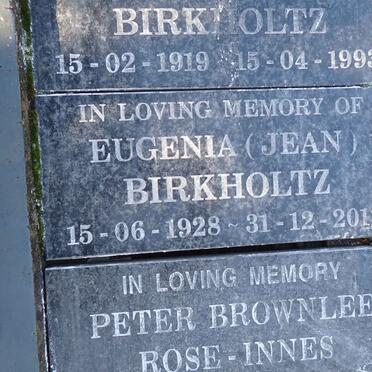 BIRKHOLTZ
15 - 02 - 1919 15 - 04 - 1993
IN LOVING MEMORY OF
EUGENIA ( JEAN )
BIRKHOLTZ
15 - 06 - 1928 ~ 31 - 12 - 201
IN LOVING MEMORY
PETER BROWNLEE
ROSE - INNES